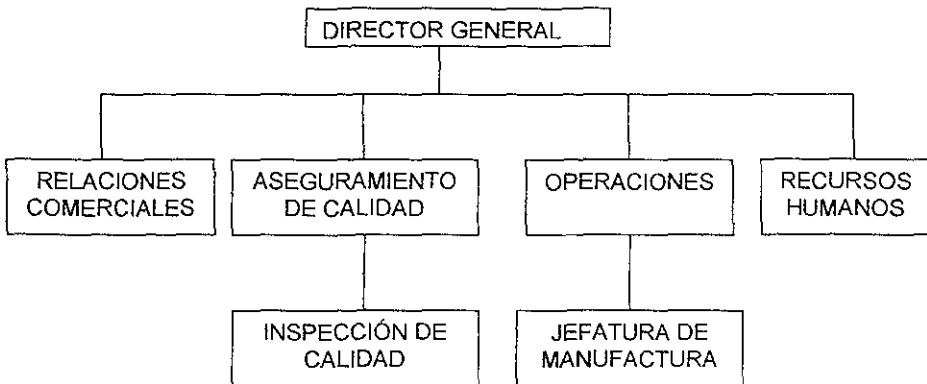 DIRECTOR GENERAL
RELACIONES
COMERCIALES
ASEGURAMIENTO
DE CALIDAD
OPERACIONES
RECURSOS
HUMANOS
INSPECCIÓN DE
CALIDAD
JEFATURA DE
MANUFACTURA